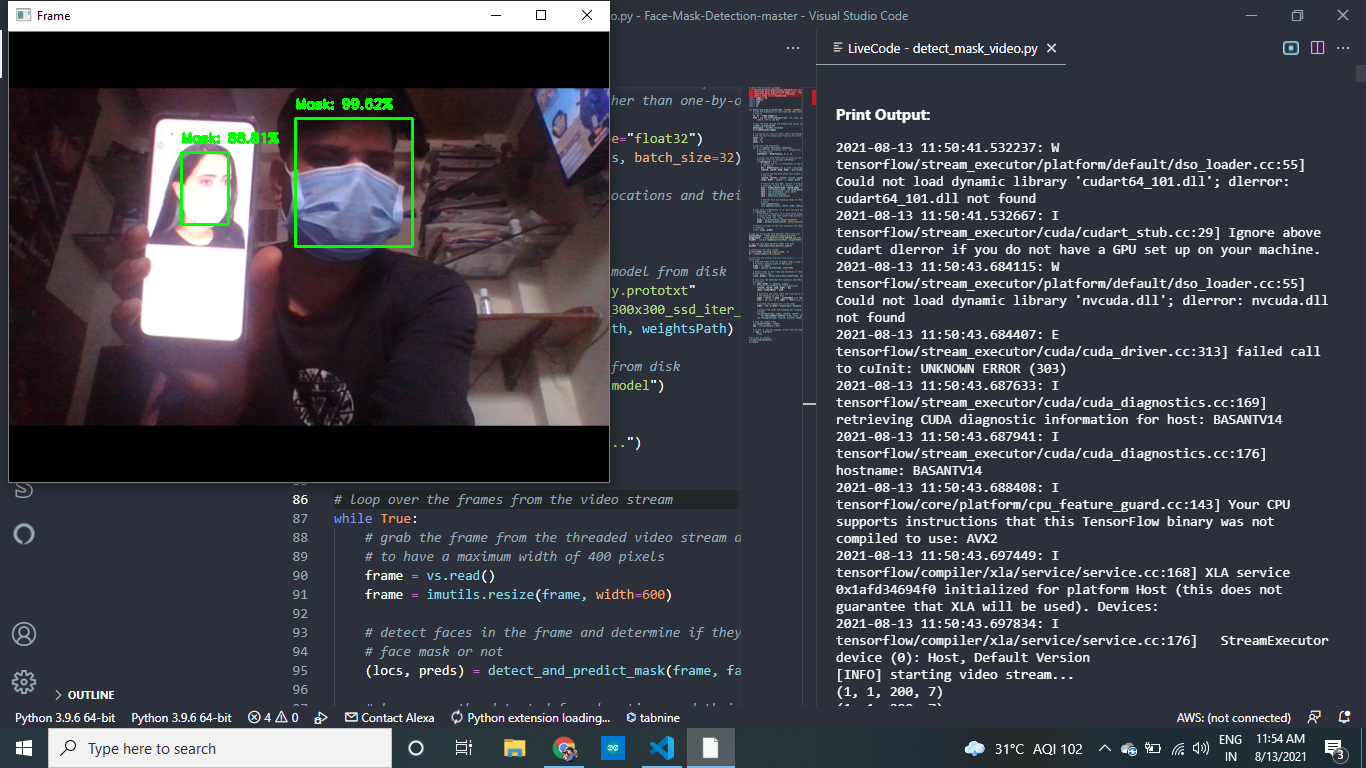 Frame
o.py - Face-Mask-Detection-master - Visual Studio Code
LiveCode - detect_mask_video.py
Mask: 99.62%
Mask: 88.81%
her than one-by-o
e="float32")
s, batch_size=32)
ocations and thei
model from disk
y.prototxt"
300x300_ssd_iter_
th, weightsPath)
from disk
model")
..")
86 # loop over the frames from the video stream
87 while True:
88 # grab the frame from the threaded video stream a
89 # to have a maximum width of 400 pixels
90 frame = vs.read()
91 frame = imutils.resize(frame, width=600)
92
93 # detect faces in the frame and determine if they
94 # face mask or not
95 (locs, preds) = detect_and_predict_mask(frame, fa
96
OUTLINE
Print Output:
2021-08-13 11:50:41.532237: W
tensorflow/stream_executor/platform/default/dso_loader.cc:55]
Could not load dynamic library 'cudart64_101.dll'; dlerror:
cudart64_101.dll not found
2021-08-13 11:50:41.532667: I
tensorflow/stream_executor/cuda/cudart_stub.cc:29] Ignore above
cudart dlerror if you do not have a GPU set up on your machine.
2021-08-13 11:50:43.684115: W
tensorflow/stream_executor/platform/default/dso_loader.cc:55]
Could not load dynamic library 'nvcuda.dll'; dlerror: nvcuda.dll
not found
2021-08-13 11:50:43.684407: E
tensorflow/stream_executor/cuda/cuda_driver.cc:313] failed call
to cuInit: UNKNOWN ERROR (303)
2021-08-13 11:50:43.687633: I
tensorflow/stream_executor/cuda/cuda_diagnostics.cc:169]
retrieving CUDA diagnostic information for host: BASANTV14
2021-08-13 11:50:43.687941: I
tensorflow/stream_executor/cuda/cuda_diagnostics.cc:176]
hostname: BASANTV14
2021-08-13 11:50:43.688408: I
tensorflow/core/platform/cpu_feature_guard.cc:143] Your CPU
supports instructions that this TensorFlow binary was not
compiled to use: AVX2
2021-08-13 11:50:43.697449: I
tensorflow/compiler/xla/service/service.cc:168] XLA service
0x1afd34694f0 initialized for platform Host (this does not
guarantee that XLA will be used). Devices:
2021-08-13 11:50:43.697834: I
tensorflow/compiler/xla/service/service.cc:176] StreamExecutor
device (0): Host, Default Version
[INFO] starting video stream...
(1, 1, 200, 7)
(1, 1, 200, 7)
Python 3.9.6 64-bit Python 3.9.6 64-bit 4 0 Contact Alexa Python extension loading... tabnine AWS: (not connected)
Type here to search
31°C AQI 102
ENG
IN
11:54 AM
8/13/2021
3